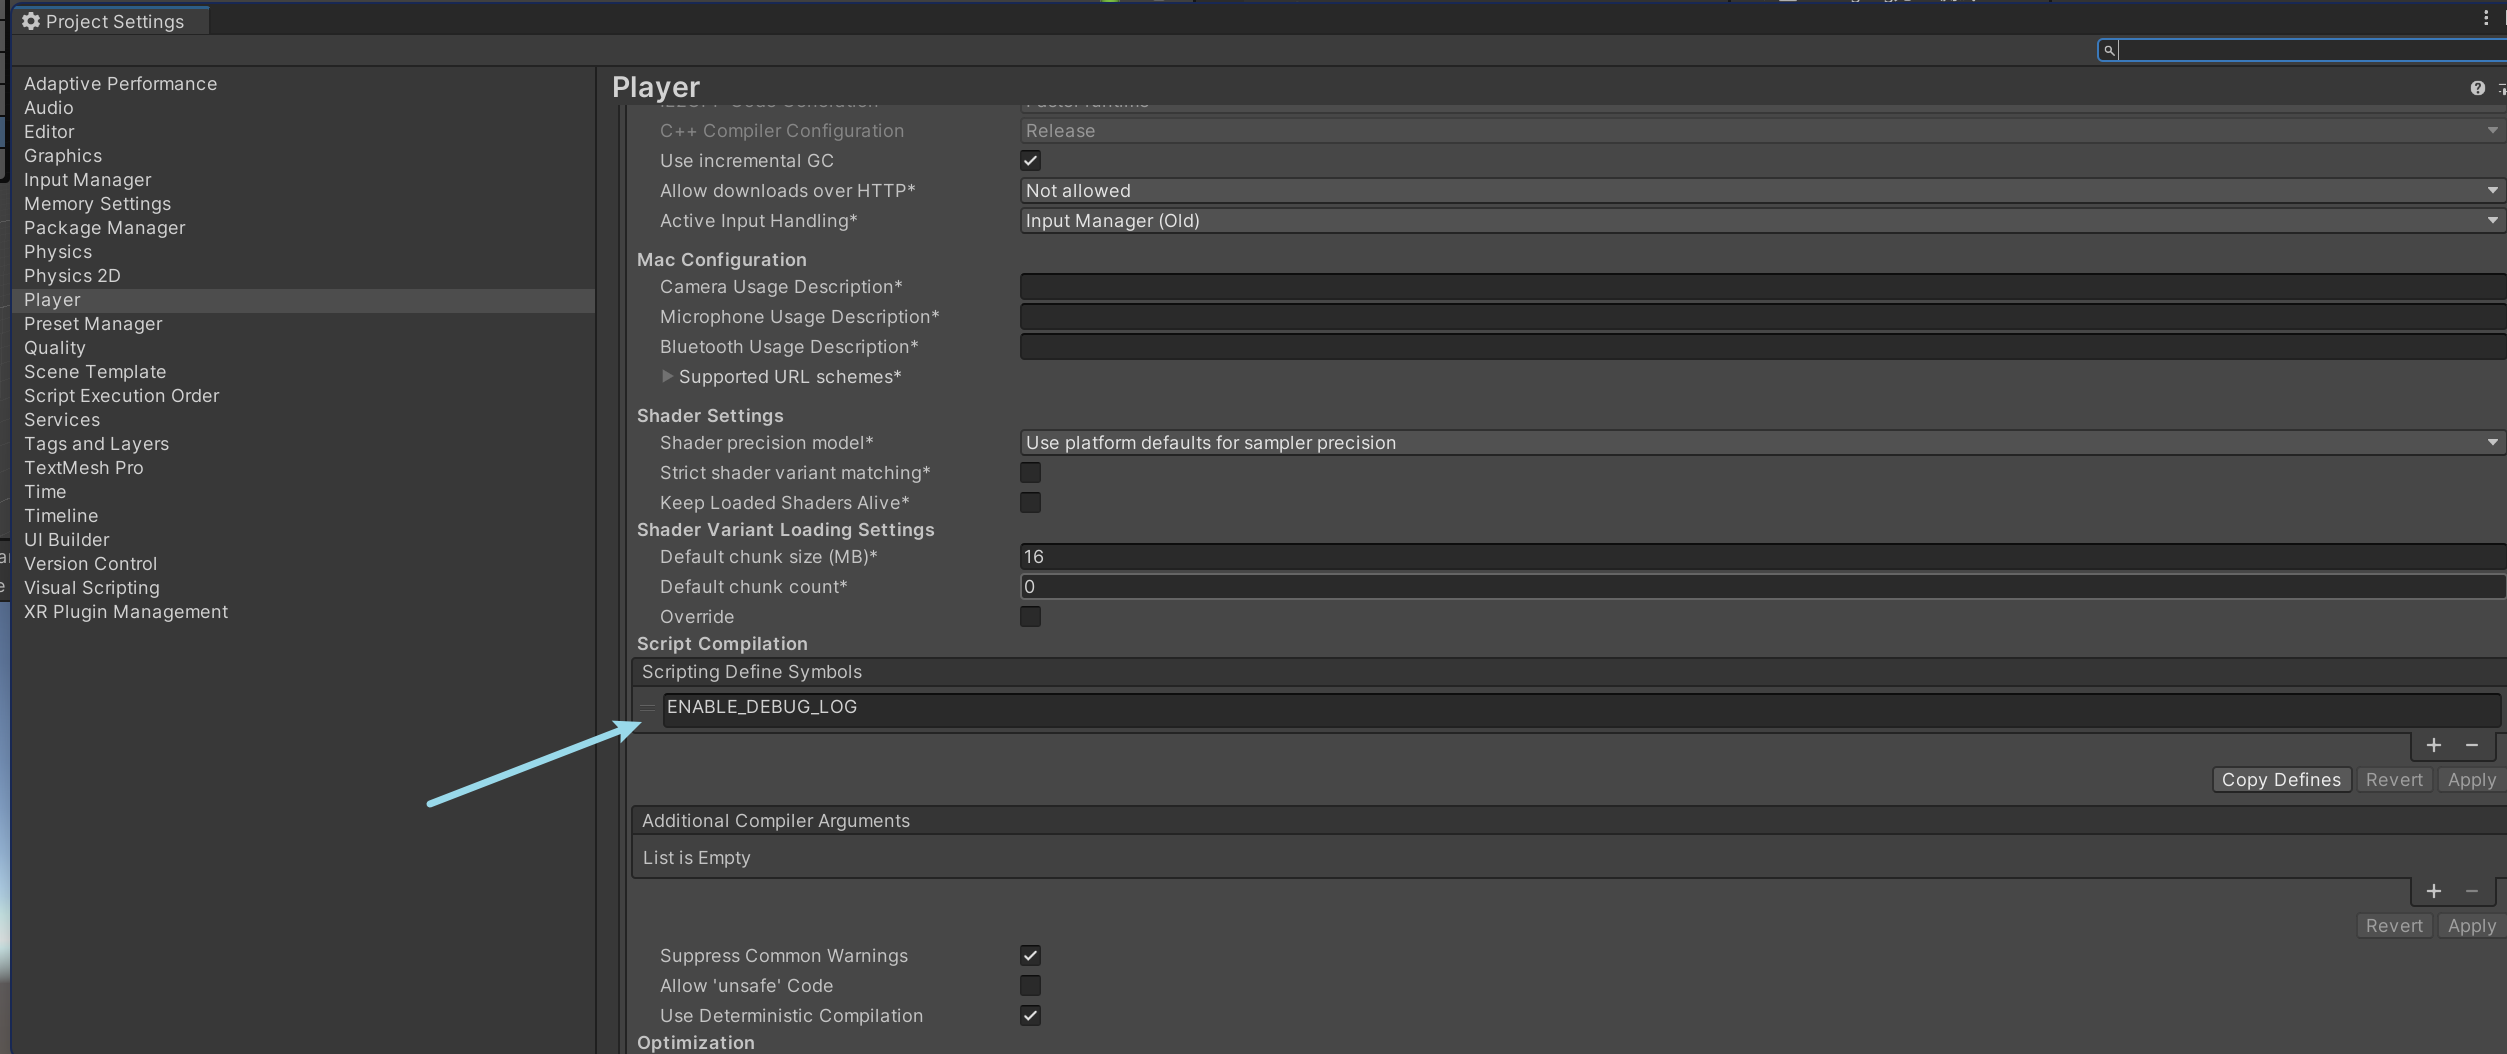 Project Settings
Adaptive Performance
Audio
Editor
Graphics
Input Manager
Memory Settings
Package Manager
Physics
Physics 2D
Player
Preset Manager
Quality
Scene Template
Script Execution Order
Services
Tags and Layers
TextMesh Pro
Time
Timeline
UI Builder
Version Control
Visual Scripting
XR Plugin Management
Player
C++ Compiler Configuration Release
Use incremental GC
Allow downloads over HTTP* Not allowed
Active Input Handling* Input Manager (Old)
Mac Configuration
Camera Usage Description*
Microphone Usage Description*
Bluetooth Usage Description*
Supported URL schemes*
Shader Settings
Shader precision model* Use platform defaults for sampler precision
Strict shader variant matching*
Keep Loaded Shaders Alive*
Shader Variant Loading Settings
Default chunk size (MB)* 16
Default chunk count* 0
Override
Script Compilation
Scripting Define Symbols
ENABLE_DEBUG_LOG
+ −
Copy Defines Revert Apply
Additional Compiler Arguments
List is Empty
+ −
Revert Apply
Suppress Common Warnings
Allow 'unsafe' Code
Use Deterministic Compilation
Optimization